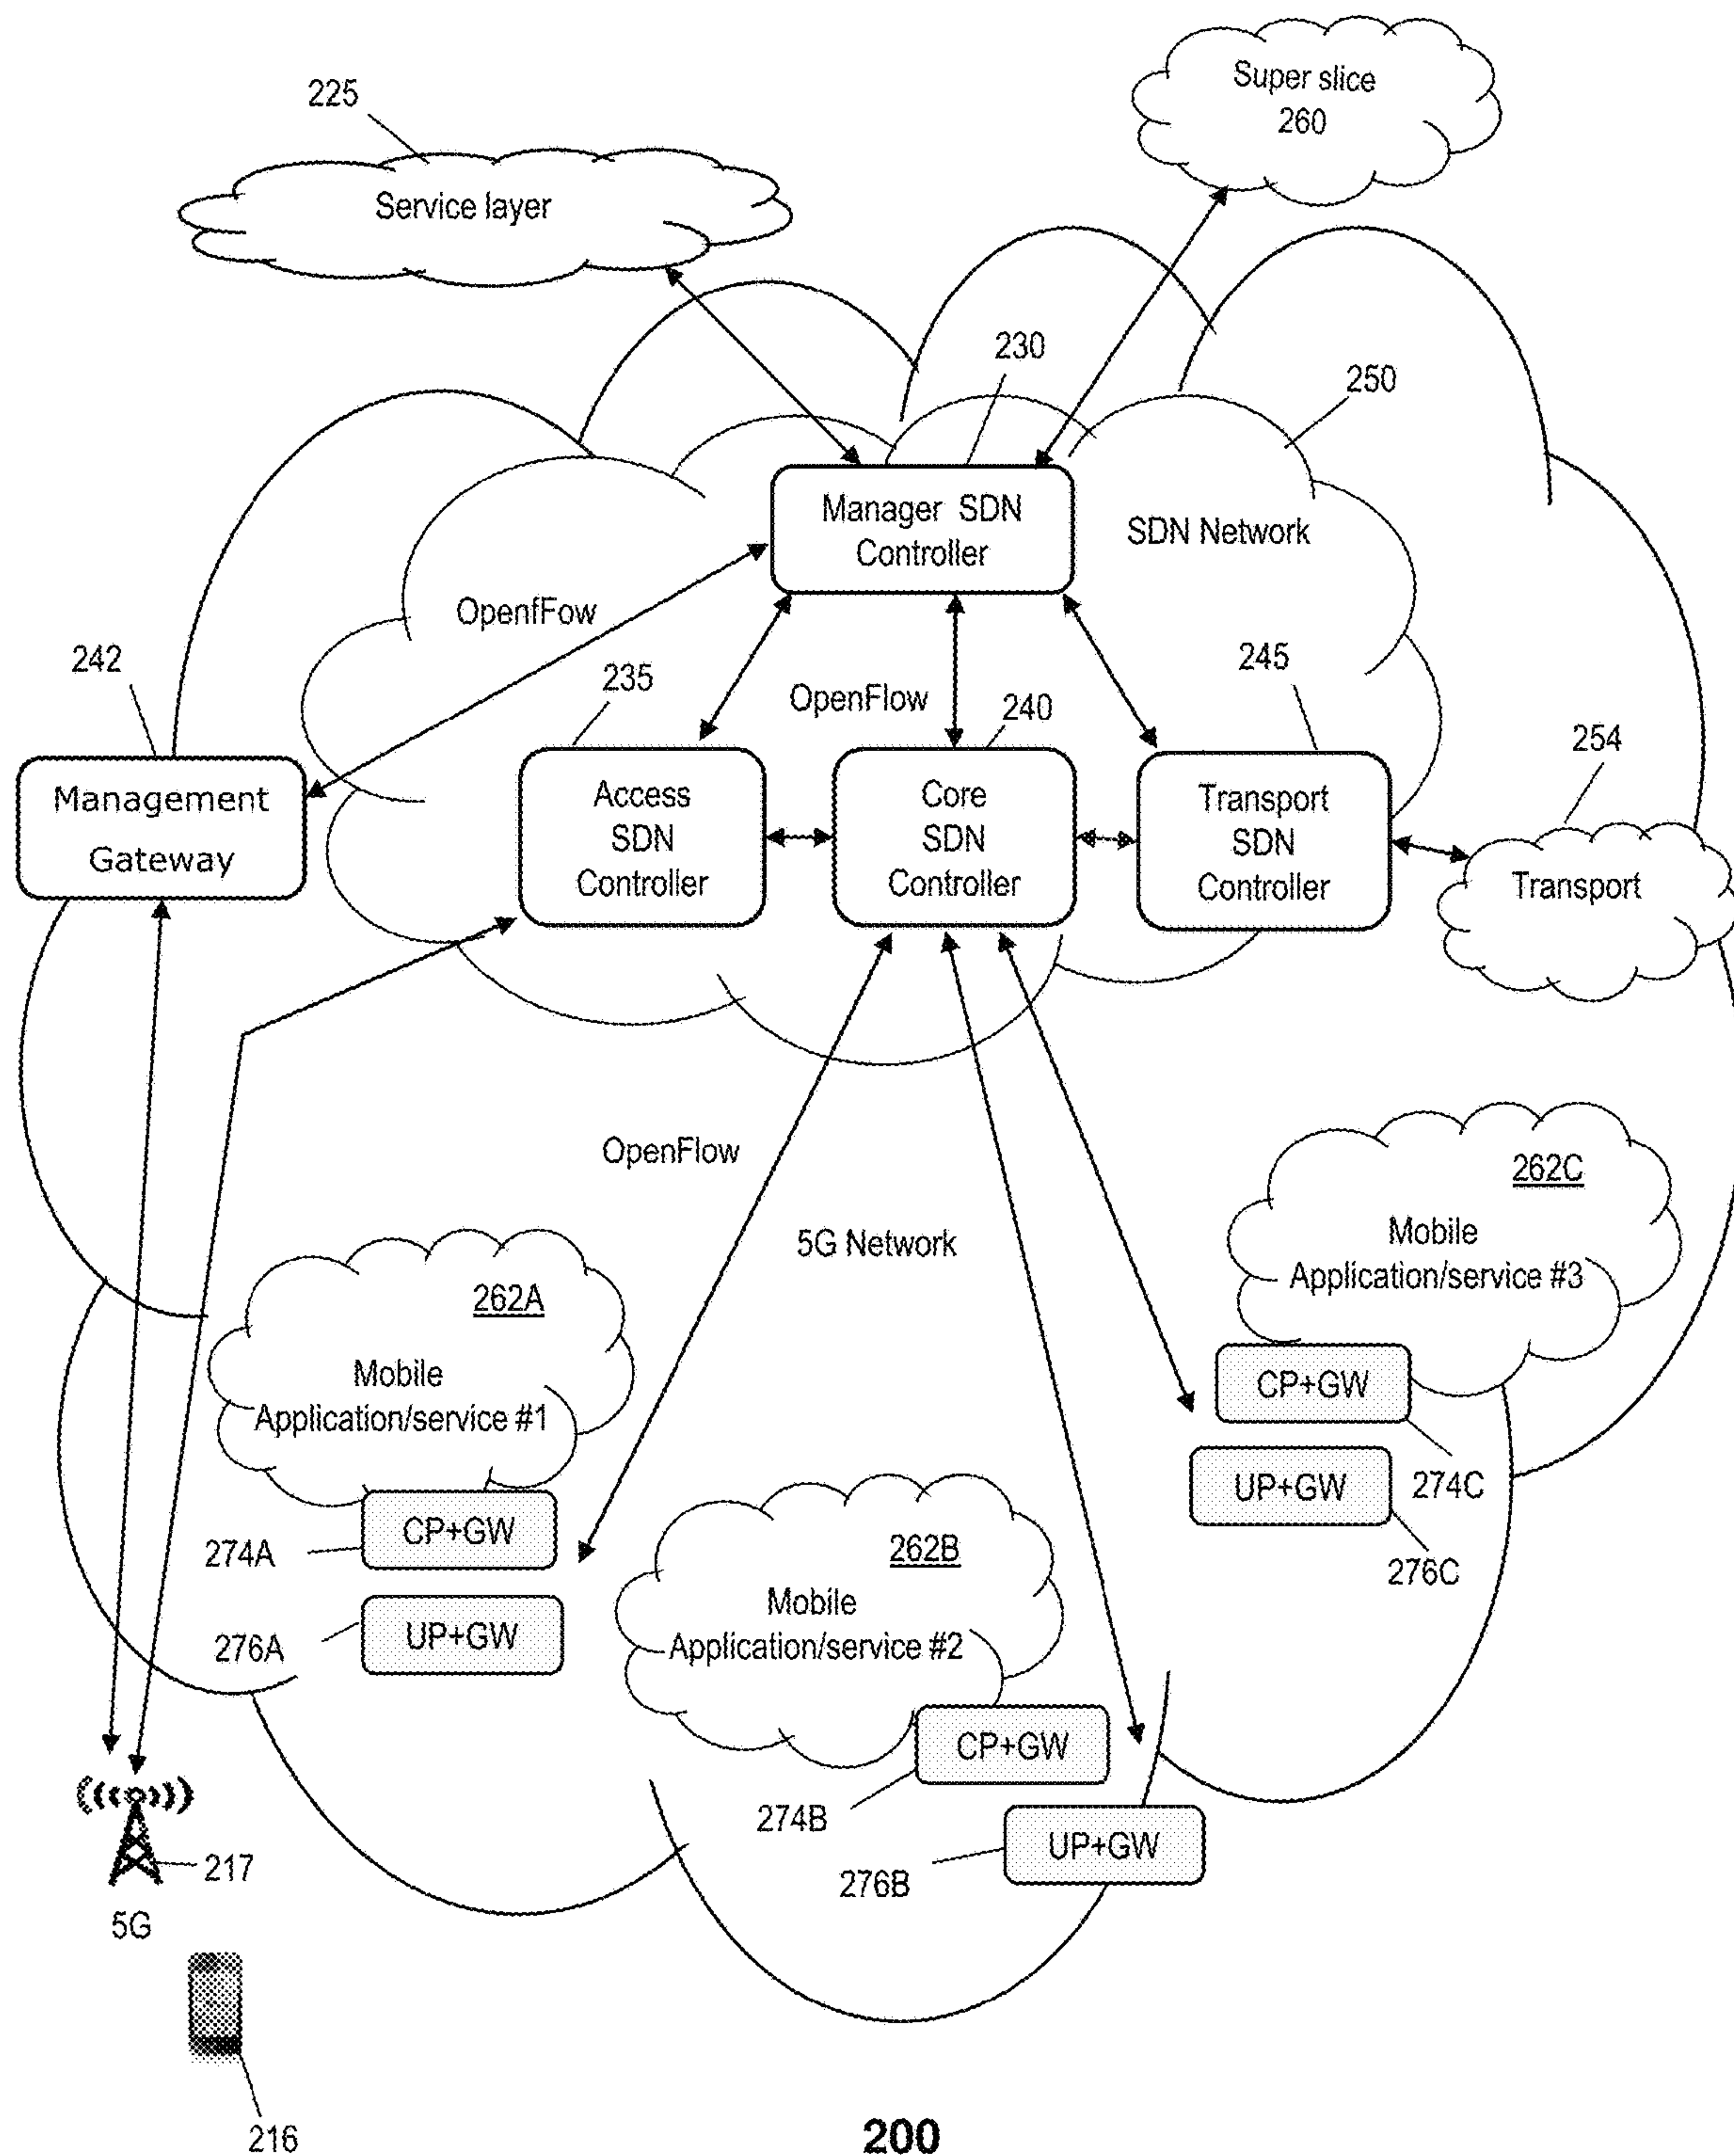 Super slice
260
225
Service layer
230
250
Manager SDN
Controller
SDN Network
OpenfFow
242
235
OpenFlow
240
245
254
Management
Gateway
Access
SDN
Controller
Core
SDN
Controller
Transport
SDN
Controller
Transport
OpenFlow
5G Network
262C
Mobile
Application/service #3
262A
Mobile
Application/service #1
CP+GW
UP+GW
274C
276C
CP+GW
274A
UP+GW
276A
262B
Mobile
Application/service #2
CP+GW
274B
UP+GW
276B
217
5G
216
200